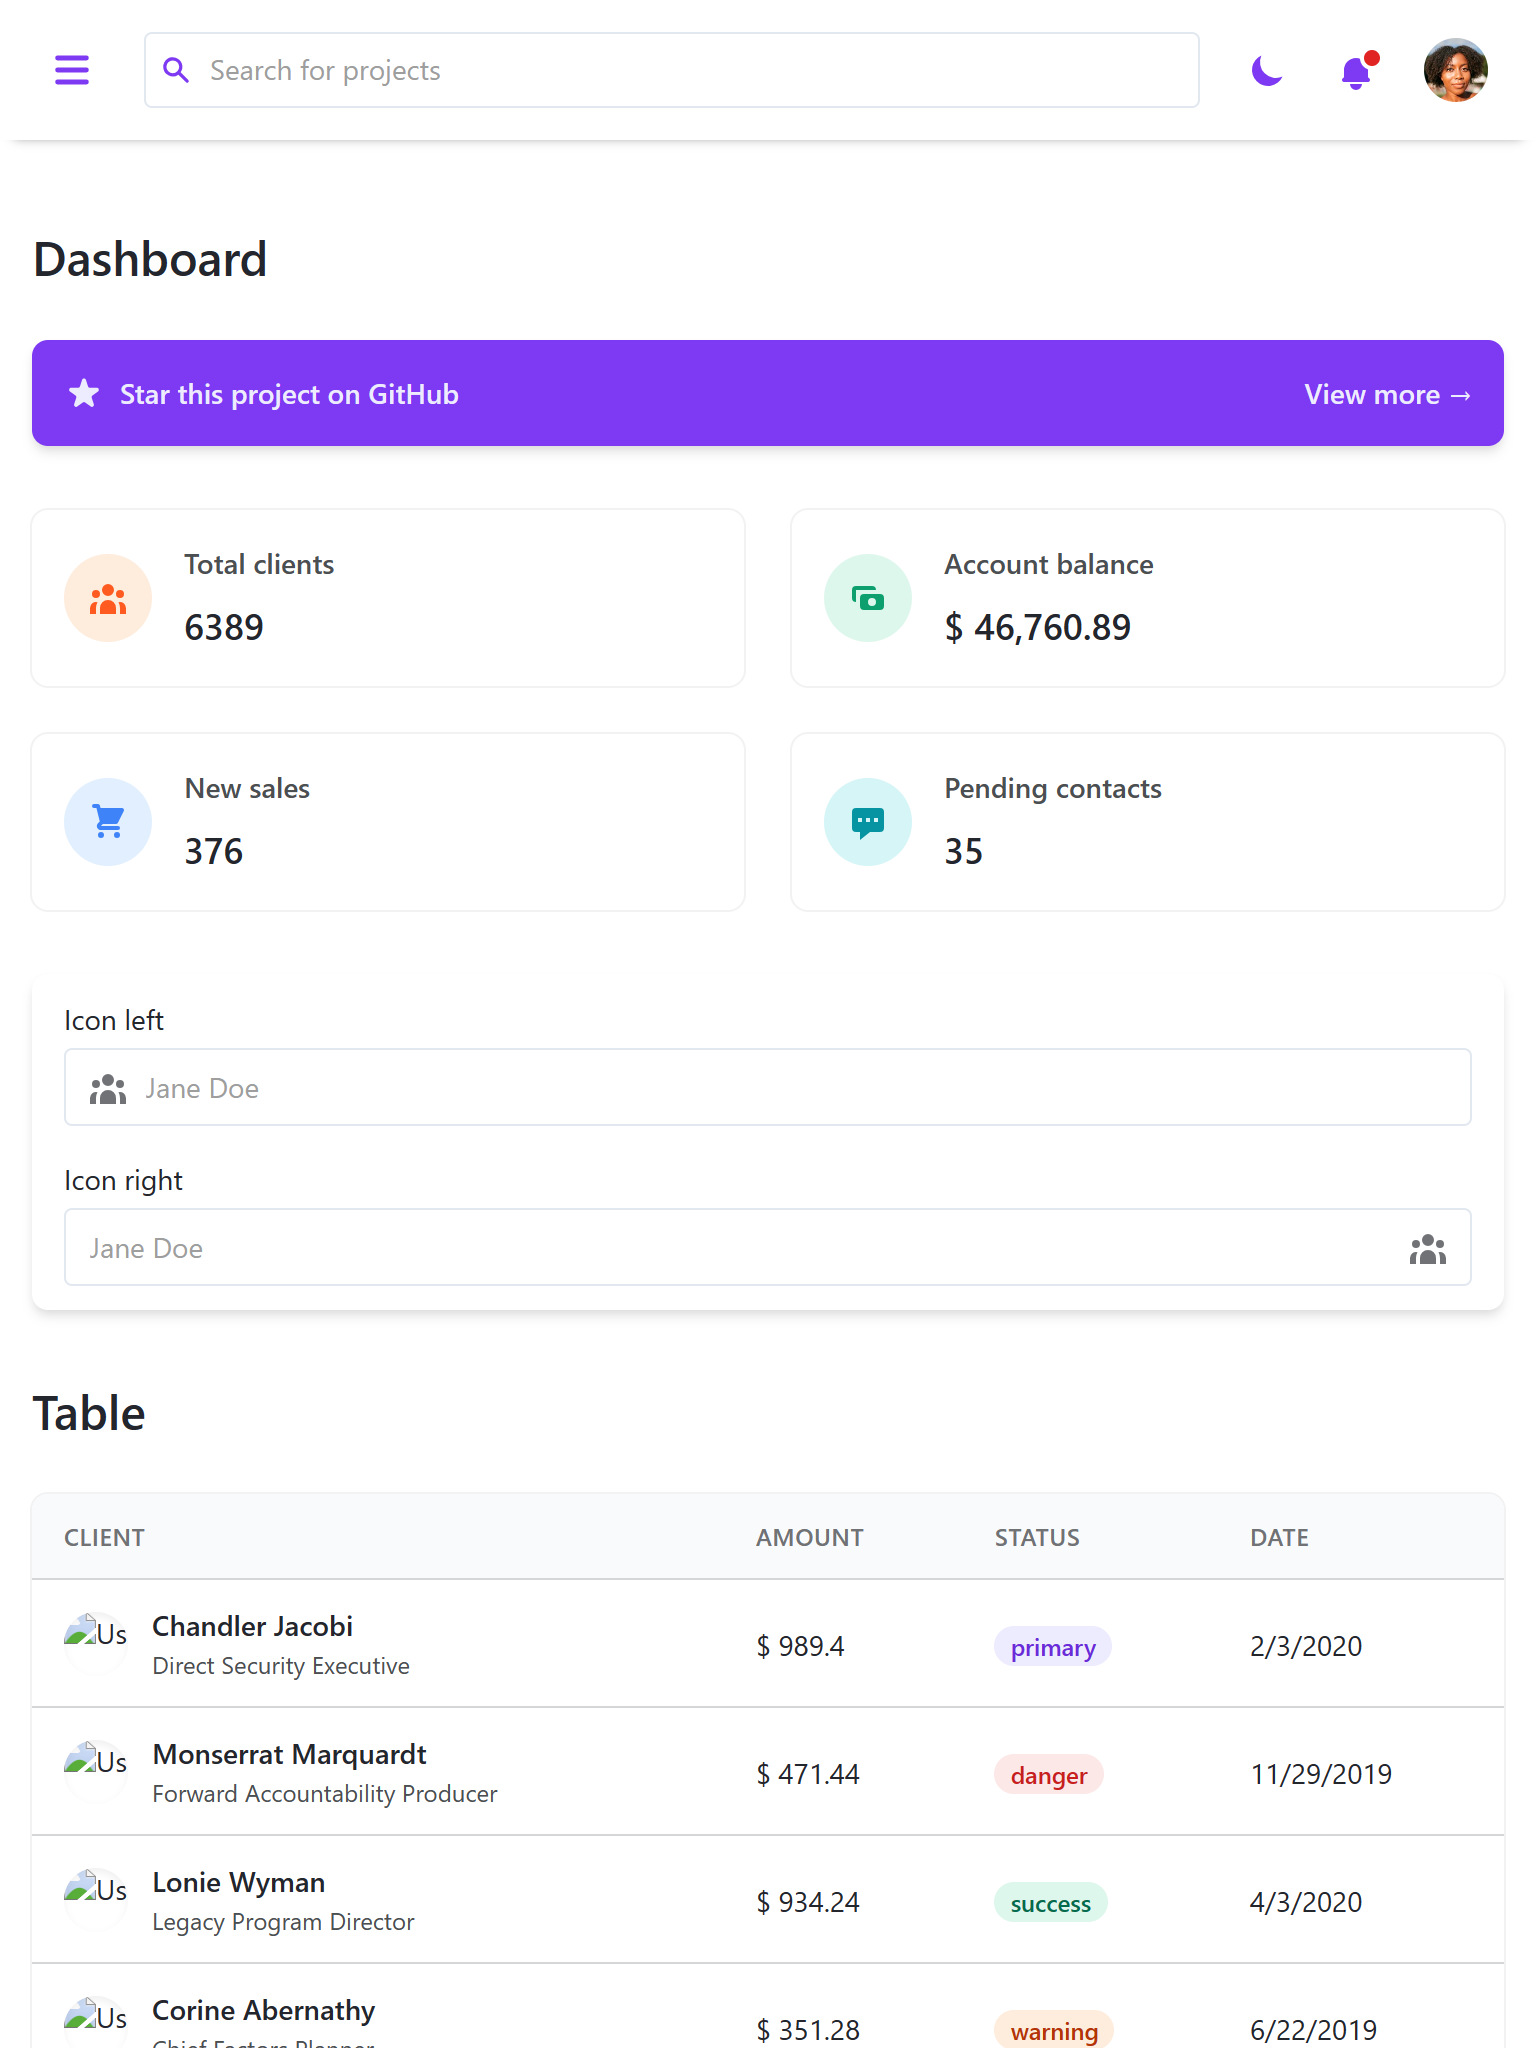 Search for projects
Dashboard
Star this project on GitHub
View more →
Total clients
6389
Account balance
$ 46,760.89
New sales
376
Pending contacts
35
Icon left
Jane Doe
Icon right
Jane Doe
Table
CLIENT AMOUNT STATUS DATE
Us
Chandler Jacobi
Direct Security Executive
$ 989.4
primary
2/3/2020
Us
Monserrat Marquardt
Forward Accountability Producer
$ 471.44
danger
11/29/2019
Us
Lonie Wyman
Legacy Program Director
$ 934.24
success
4/3/2020
Us
Corine Abernathy
Chief Factors Planner
$ 351.28
warning
6/22/2019